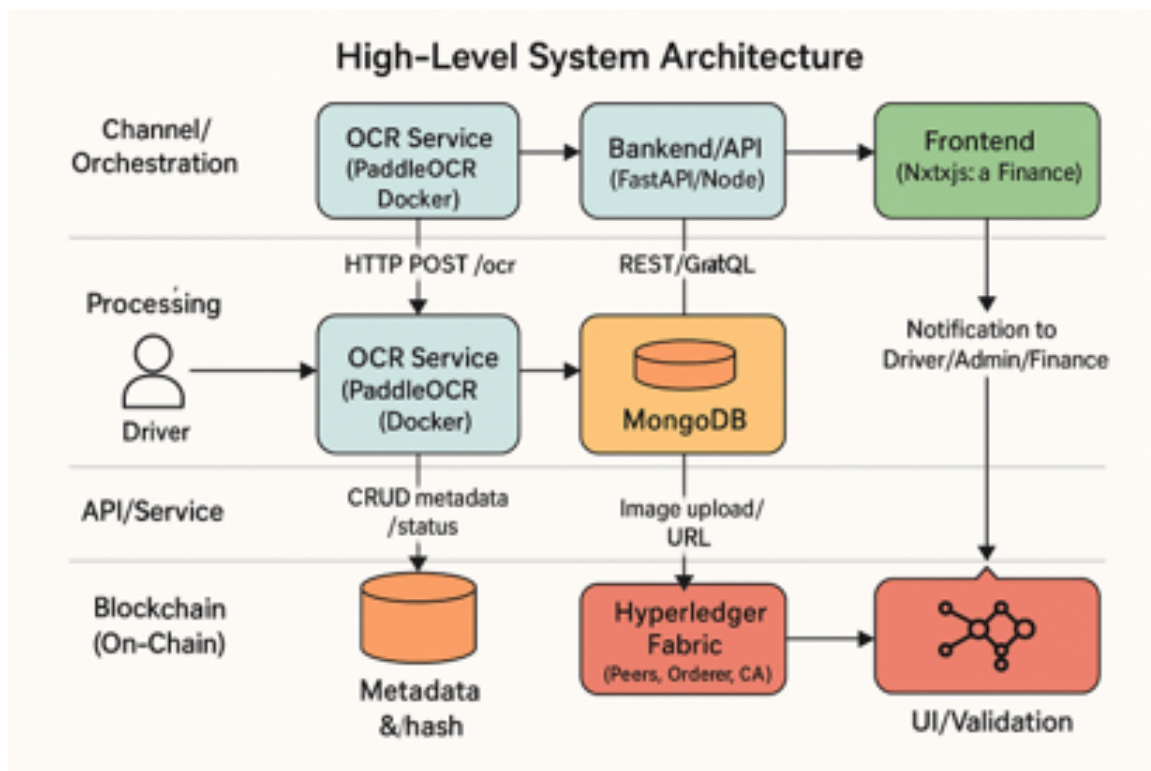 High-Level System Architecture
Channel/
Orchestration
OCR Service
(PaddleOCR
Docker)
Bankend/API
(FastAPI/Node)
Frontend
(Nxtxjs: a Finance)
HTTP POST /ocr
REST/GratQL
Processing
Driver
OCR Service
(PaddleOCR
(Docker)
MongoDB
Notification to
Driver/Admin/Finance
API/Service
CRUD metadata
/status
Image upload/
URL
Blockchain
(On-Chain)
Metadata
&/hash
Hyperledger
Fabric
(Peers, Orderer, CA)
UI/Validation